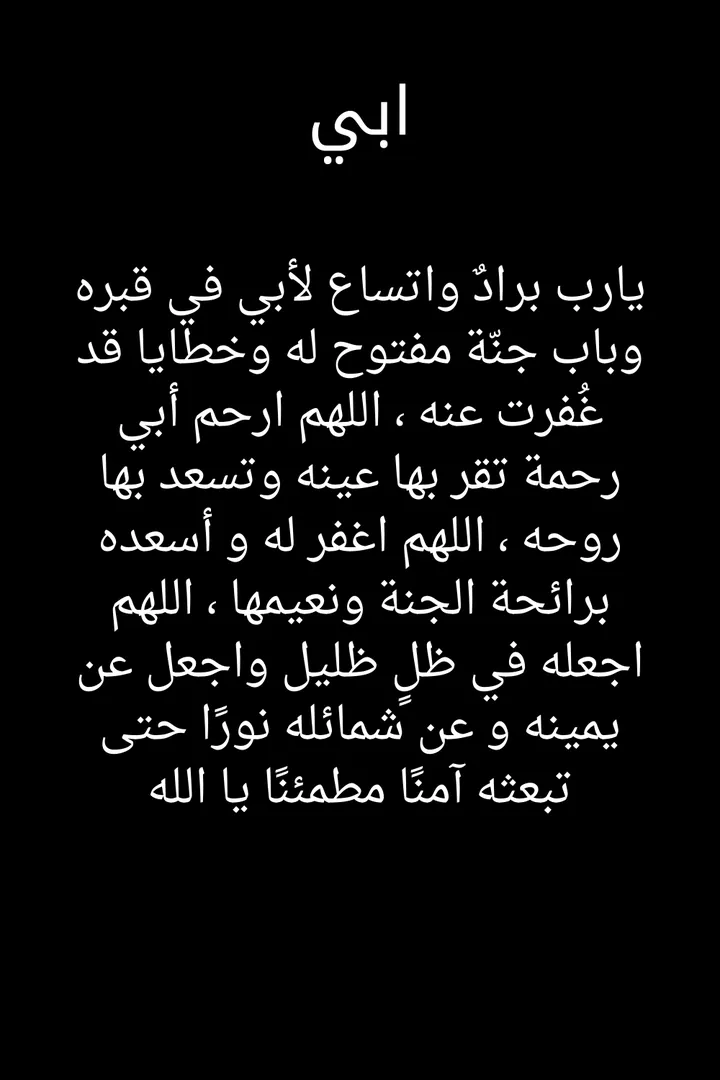 ابي
يارب برادٌ واتساع لأبي في قبره
وباب جنّة مفتوح له وخطايا قد
غُفرت عنه ، اللهم ارحم أبي
رحمة تقر بها عينه وتسعد بها
روحه ، اللهم اغفر له و أسعده
برائحة الجنة ونعيمها ، اللهم
اجعله في ظلٍ ظليل واجعل عن
يمينه و عن شمائله نورًا حتى
تبعثه آمنًا مطمئنًا يا الله